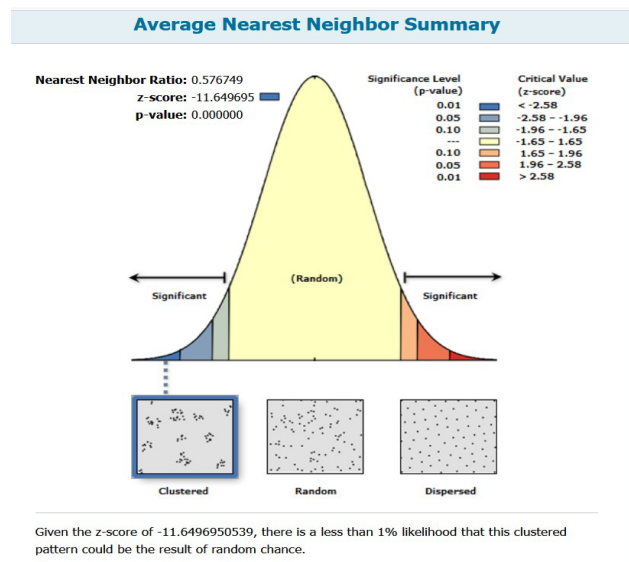 Average Nearest Neighbor Summary
Nearest Neighbor Ratio: 0.576749
z-score: -11.649695
p-value: 0.000000
Significance Level
(p-value)
Critical Value
(z-score)
0.01 < -2.58
0.05 -2.58 - -1.96
0.10 -1.96 - -1.65
--- -1.65 - 1.65
0.10 1.65 - 1.96
0.05 1.96 - 2.58
0.01 > 2.58
(Random)
Significant
Significant
Clustered
Random
Dispersed
Given the z-score of -11.6496950539, there is a less than 1% likelihood that this clustered
pattern could be the result of random chance.